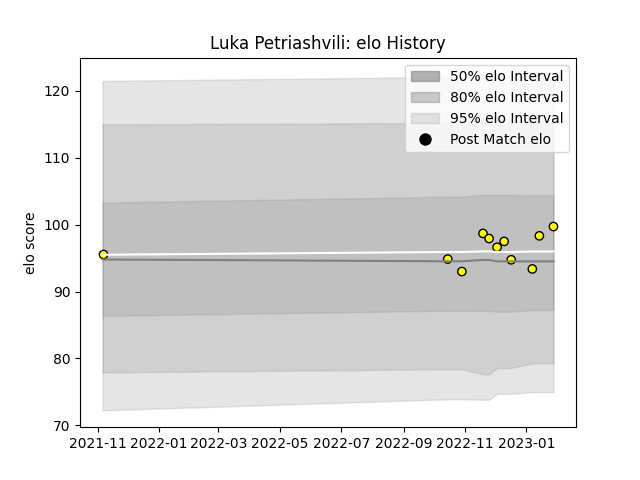 Luka Petriashvili: elo History
50% elo Interval
80% elo Interval
95% elo Interval
Post Match elo
elo score
120
110
100
90
80
70
2021-11 2022-01 2022-03 2022-05 2022-07 2022-09 2022-11 2023-01